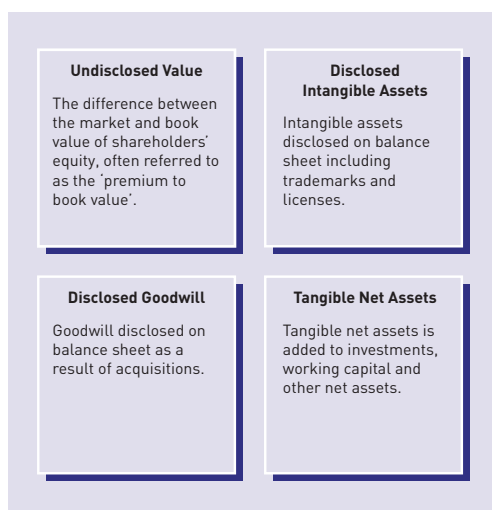 Undisclosed Value
The difference between
the market and book
value of shareholders'
equity, often referred to
as the 'premium to
book value'.
Disclosed
Intangible Assets
Intangible assets
disclosed on balance
sheet including
trademarks and
licenses.
Disclosed Goodwill
Goodwill disclosed on
balance sheet as a
result of acquisitions.
Tangible Net Assets
Tangible net assets is
added to investments,
working capital and
other net assets.